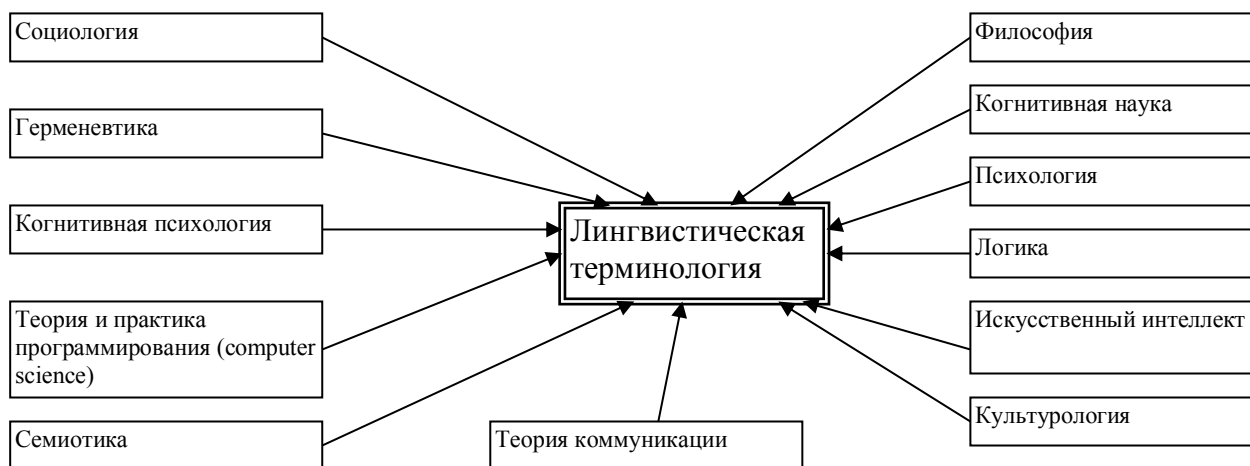 Социология
Герменевтика
Когнитивная психология
Теория и практика
программирования (computer
science)
Семиотика
Теория коммуникации
Лингвистическая
терминология
Философия
Когнитивная наука
Психология
Логика
Искусственный интеллект
Культурология